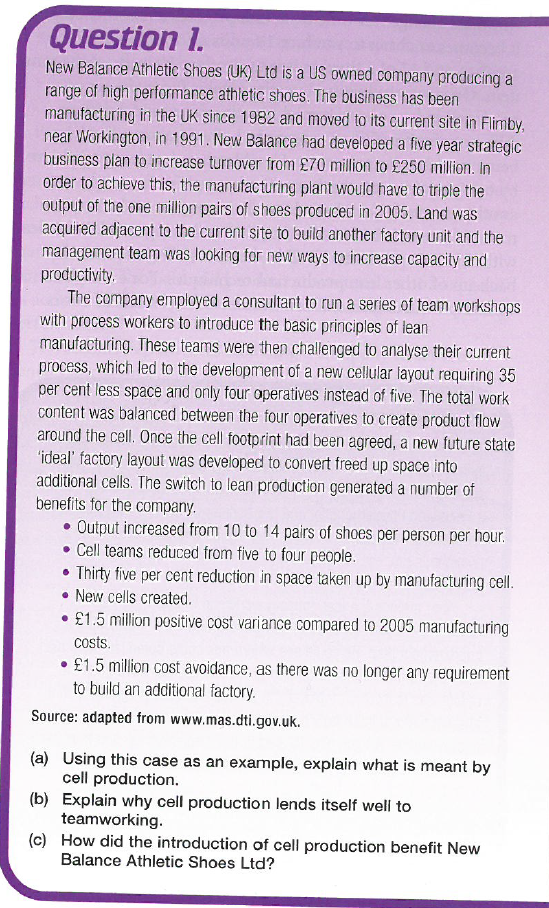 Question 1.
New Balance Athletic Shoes (UK) Ltd is a US owned company producing a
range of high performance athletic shoes. The business has been
manufacturing in the UK since 1982 and moved to its current site in Flimby,
near Workington, in 1991. New Balance had developed a five year strategic
business plan to increase turnover from £70 million to £250 million. In
order to achieve this, the manufacturing plant would have to triple the
output of the one million pairs of shoes produced in 2005. Land was
acquired adjacent to the current site to build another factory unit and the
management team was looking for new ways to increase capacity and
productivity.
The company employed a consultant to run a series of team workshops
with process workers to introduce the basic principles of lean
manufacturing. These teams were then challenged to analyse their current
process, which led to the development of a new cellular layout requiring 35
per cent less space and only four operatives instead of five. The total work
content was balanced between the four operatives to create product flow
around the cell. Once the cell footprint had been agreed, a new future state
'ideal' factory layout was developed to convert freed up space into
additional cells. The switch to lean production generated a number of
benefits for the company.
• Output increased from 10 to 14 pairs of shoes per person per hour.
• Cell teams reduced from five to four people.
• Thirty five per cent reduction in space taken up by manufacturing cell.
• New cells created.
• £1.5 million positive cost variance compared to 2005 manufacturing
costs.
• £1.5 million cost avoidance, as there was no longer any requirement
to build an additional factory.
Source: adapted from www.mas.dti.gov.uk.
(a) Using this case as an example, explain what is meant by
cell production.
(b) Explain why cell production lends itself well to
teamworking.
(c) How did the introduction of cell production benefit New
Balance Athletic Shoes Ltd?